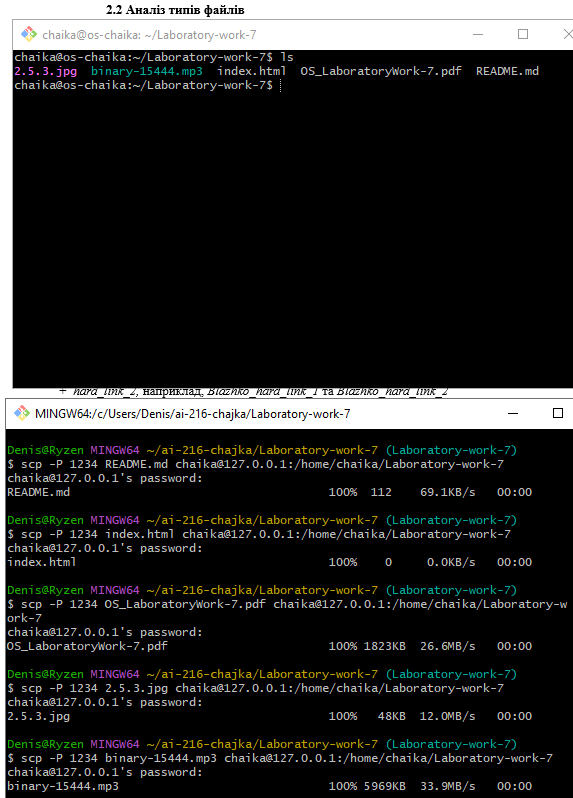 2.2 Аналіз типів файлів
chaika@os-chaika: ~/Laboratory-work-7
chaika@os-chaika:~/Laboratory-work-7$ ls
2.5.3.jpg  binary-15444.mp3  index.html  OS_LaboratoryWork-7.pdf  README.md
chaika@os-chaika:~/Laboratory-work-7$
+ hard_link_2, наприклад, Blazhko_hard_link_1 та Blazhko_hard_link_2
MINGW64:/c/Users/Denis/ai-216-chajka/Laboratory-work-7
Denis@Ryzen MINGW64 ~/ai-216-chajka/Laboratory-work-7 (Laboratory-work-7)
$ scp -P 1234 README.md chaika@127.0.0.1:/home/chaika/Laboratory-work-7
chaika@127.0.0.1's password:
README.md 100% 112 69.1KB/s 00:00
Denis@Ryzen MINGW64 ~/ai-216-chajka/Laboratory-work-7 (Laboratory-work-7)
$ scp -P 1234 index.html chaika@127.0.0.1:/home/chaika/Laboratory-work-7
chaika@127.0.0.1's password:
index.html 100% 0 0.0KB/s 00:00
Denis@Ryzen MINGW64 ~/ai-216-chajka/Laboratory-work-7 (Laboratory-work-7)
$ scp -P 1234 OS_LaboratoryWork-7.pdf chaika@127.0.0.1:/home/chaika/Laboratory-w
ork-7
chaika@127.0.0.1's password:
OS_LaboratoryWork-7.pdf 100% 1823KB 26.6MB/s 00:00
Denis@Ryzen MINGW64 ~/ai-216-chajka/Laboratory-work-7 (Laboratory-work-7)
$ scp -P 1234 2.5.3.jpg chaika@127.0.0.1:/home/chaika/Laboratory-work-7
chaika@127.0.0.1's password:
2.5.3.jpg 100% 48KB 12.0MB/s 00:00
Denis@Ryzen MINGW64 ~/ai-216-chajka/Laboratory-work-7 (Laboratory-work-7)
$ scp -P 1234 binary-15444.mp3 chaika@127.0.0.1:/home/chaika/Laboratory-work-7
chaika@127.0.0.1's password:
binary-15444.mp3 100% 5969KB 33.9MB/s 00:00